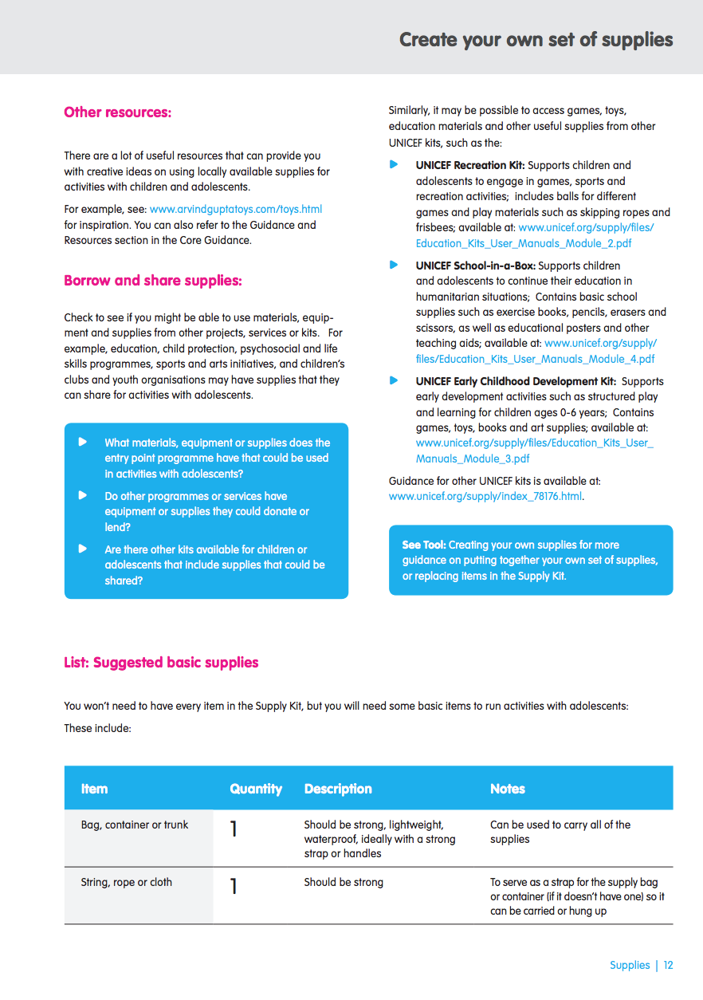 Create your own set of supplies
Other resources:
There are a lot of useful resources that can provide you
with creative ideas on using locally available supplies for
activities with children and adolescents.
For example, see: www.arvindguptatoys.com/toys.html
for inspiration. You can also refer to the Guidance and
Resources section in the Core Guidance.
Borrow and share supplies:
Check to see if you might be able to use materials, equip-
ment and supplies from other projects, services or kits. For
example, education, child protection, psychosocial and life
skills programmes, sports and arts initiatives, and children's
clubs and youth organisations may have supplies that they
can share for activities with adolescents.
What materials, equipment or supplies does the
entry point programme have that could be used
in activities with adolescents?
Do other programmes or services have
equipment or supplies they could donate or
lend?
Are there other kits available for children or
adolescents that include supplies that could be
shared?
Similarly, it may be possible to access games, toys,
education materials and other useful supplies from other
UNICEF kits, such as the:
UNICEF Recreation Kit: Supports children and
adolescents to engage in games, sports and
recreation activities; includes balls for different
games and play materials such as skipping ropes and
frisbees; available at: www.unicef.org/supply/files/
Education_Kits_User_Manuals_Module_2.pdf
UNICEF School-in-a-Box: Supports children
and adolescents to continue their education in
humanitarian situations; Contains basic school
supplies such as exercise books, pencils, erasers and
scissors, as well as educational posters and other
teaching aids; available at: www.unicef.org/supply/
files/Education_Kits_User_Manuals_Module_4.pdf
UNICEF Early Childhood Development Kit: Supports
early development activities such as structured play
and learning for children ages 0-6 years; Contains
games, toys, books and art supplies; available at:
www.unicef.org/supply/files/Education_Kits_User_
Manuals_Module_3.pdf
Guidance for other UNICEF kits is available at:
www.unicef.org/supply/index_78176.html.
See Tool: Creating your own supplies for more
guidance on putting together your own set of supplies,
or replacing items in the Supply Kit.
List: Suggested basic supplies
You won't need to have every item in the Supply Kit, but you will need some basic items to run activities with adolescents:
These include:
Item Quantity Description Notes
Bag, container or trunk 1 Should be strong, lightweight, Can be used to carry all of the
waterproof, ideally with a strong supplies
strap or handles
String, rope or cloth 1 Should be strong To serve as a strap for the supply bag
or container (if it doesn't have one) so it
can be carried or hung up
Supplies | 12